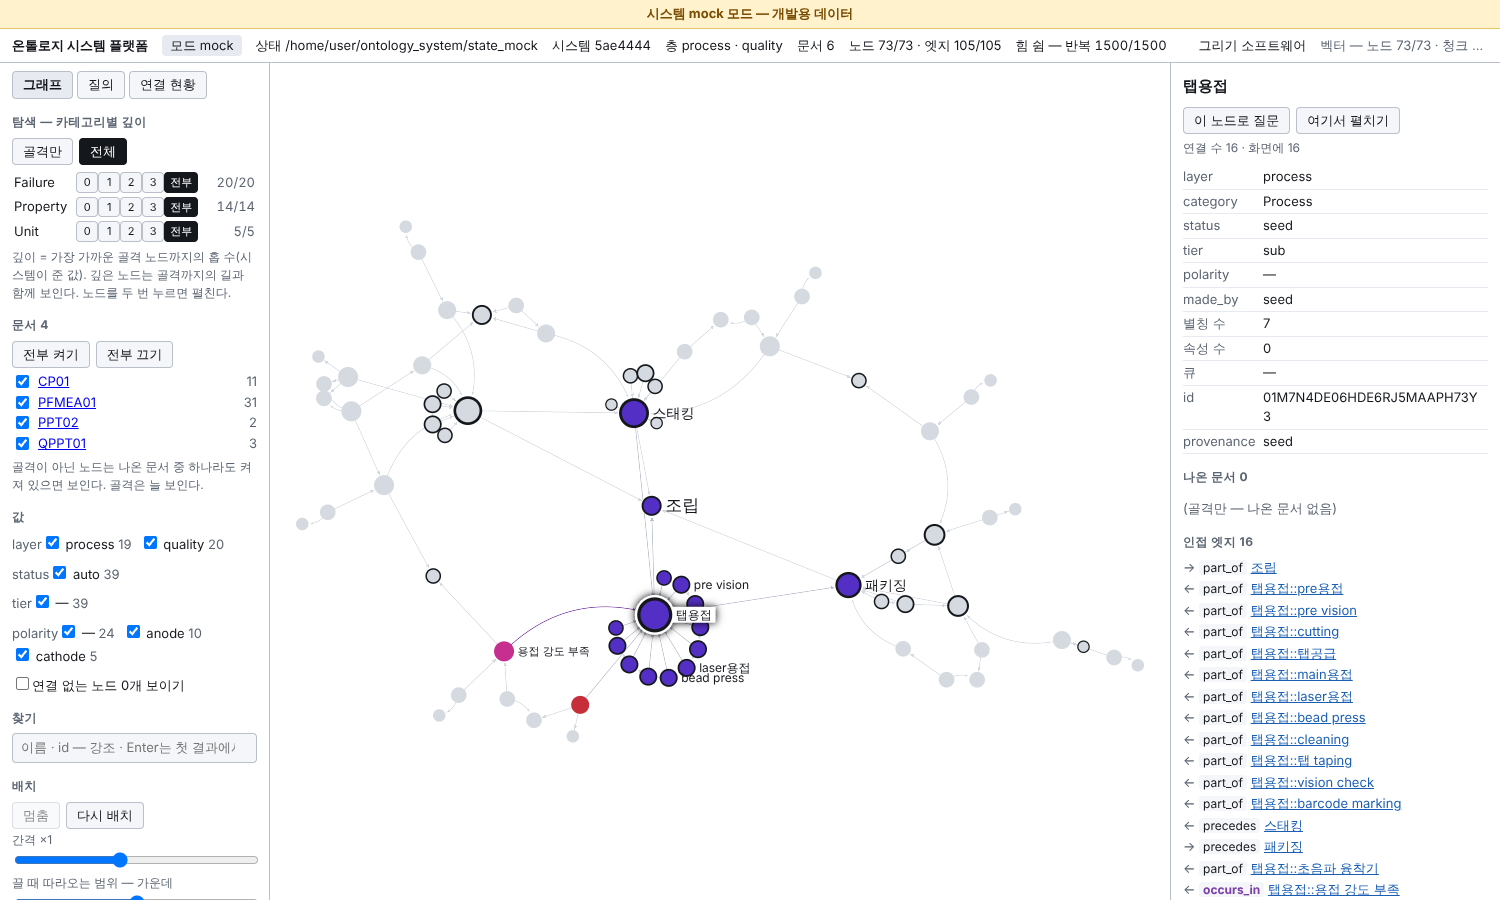 시스템 mock 모드 — 개발용 데이터
온톨로지 시스템 플랫폼 모드 mock 상태 /home/user/ontology_system/state_mock 시스템 5ae4444 층 process · quality 문서 6 노드 73/73 · 엣지 105/105 힘 쉼 — 반복 1500/1500 그리기 소프트웨어 벡터 — 노드 73/73 · 청크 ...
그래프 질의 연결 현황
탐색 — 카테고리별 깊이
골격만 전체
Failure 0 1 2 3 전부 20/20
Property 0 1 2 3 전부 14/14
Unit 0 1 2 3 전부 5/5
깊이 = 가장 가까운 골격 노드까지의 홉 수(시
스템이 준 값). 깊은 노드는 골격까지의 길과
함께 보인다. 노드를 두 번 누르면 펼친다.
문서 4
전부 켜기 전부 끄기
CP01 11
PFMEA01 31
PPT02 2
QPPT01 3
골격이 아닌 노드는 나온 문서 중 하나라도 켜
져 있으면 보인다. 골격은 늘 보인다.
값
layer process 19 quality 20
status auto 39
tier — 39
polarity — 24 anode 10
cathode 5
연결 없는 노드 0개 보이기
찾기
이름 · id — 강조 · Enter는 첫 결과에
배치
멈춤 다시 배치
간격 ×1
끌 때 따라오는 범위 — 가운데
스태킹
조립
pre vision
패키징
탭용접
용접 강도 부족
laser용접
bead press
탭용접
이 노드로 질문 여기서 펼치기
연결 수 16 · 화면에 16
layer process
category Process
status seed
tier sub
polarity —
made_by seed
별칭 수 7
속성 수 0
큐 —
id 01M7N4DE06HDE6RJ5MAAPH73Y
3
provenance seed
나온 문서 0
(골격만 — 나온 문서 없음)
인접 엣지 16
→ part_of 조립
← part_of 탭용접::pre용접
← part_of 탭용접::pre vision
← part_of 탭용접::cutting
← part_of 탭용접::탭공급
← part_of 탭용접::main용접
← part_of 탭용접::laser용접
← part_of 탭용접::bead press
← part_of 탭용접::cleaning
← part_of 탭용접::탭 taping
← part_of 탭용접::vision check
← part_of 탭용접::barcode marking
← precedes 스태킹
→ precedes 패키징
← part_of 탭용접::초음파 융착기
← occurs_in 탭용접::용접 강도 부족